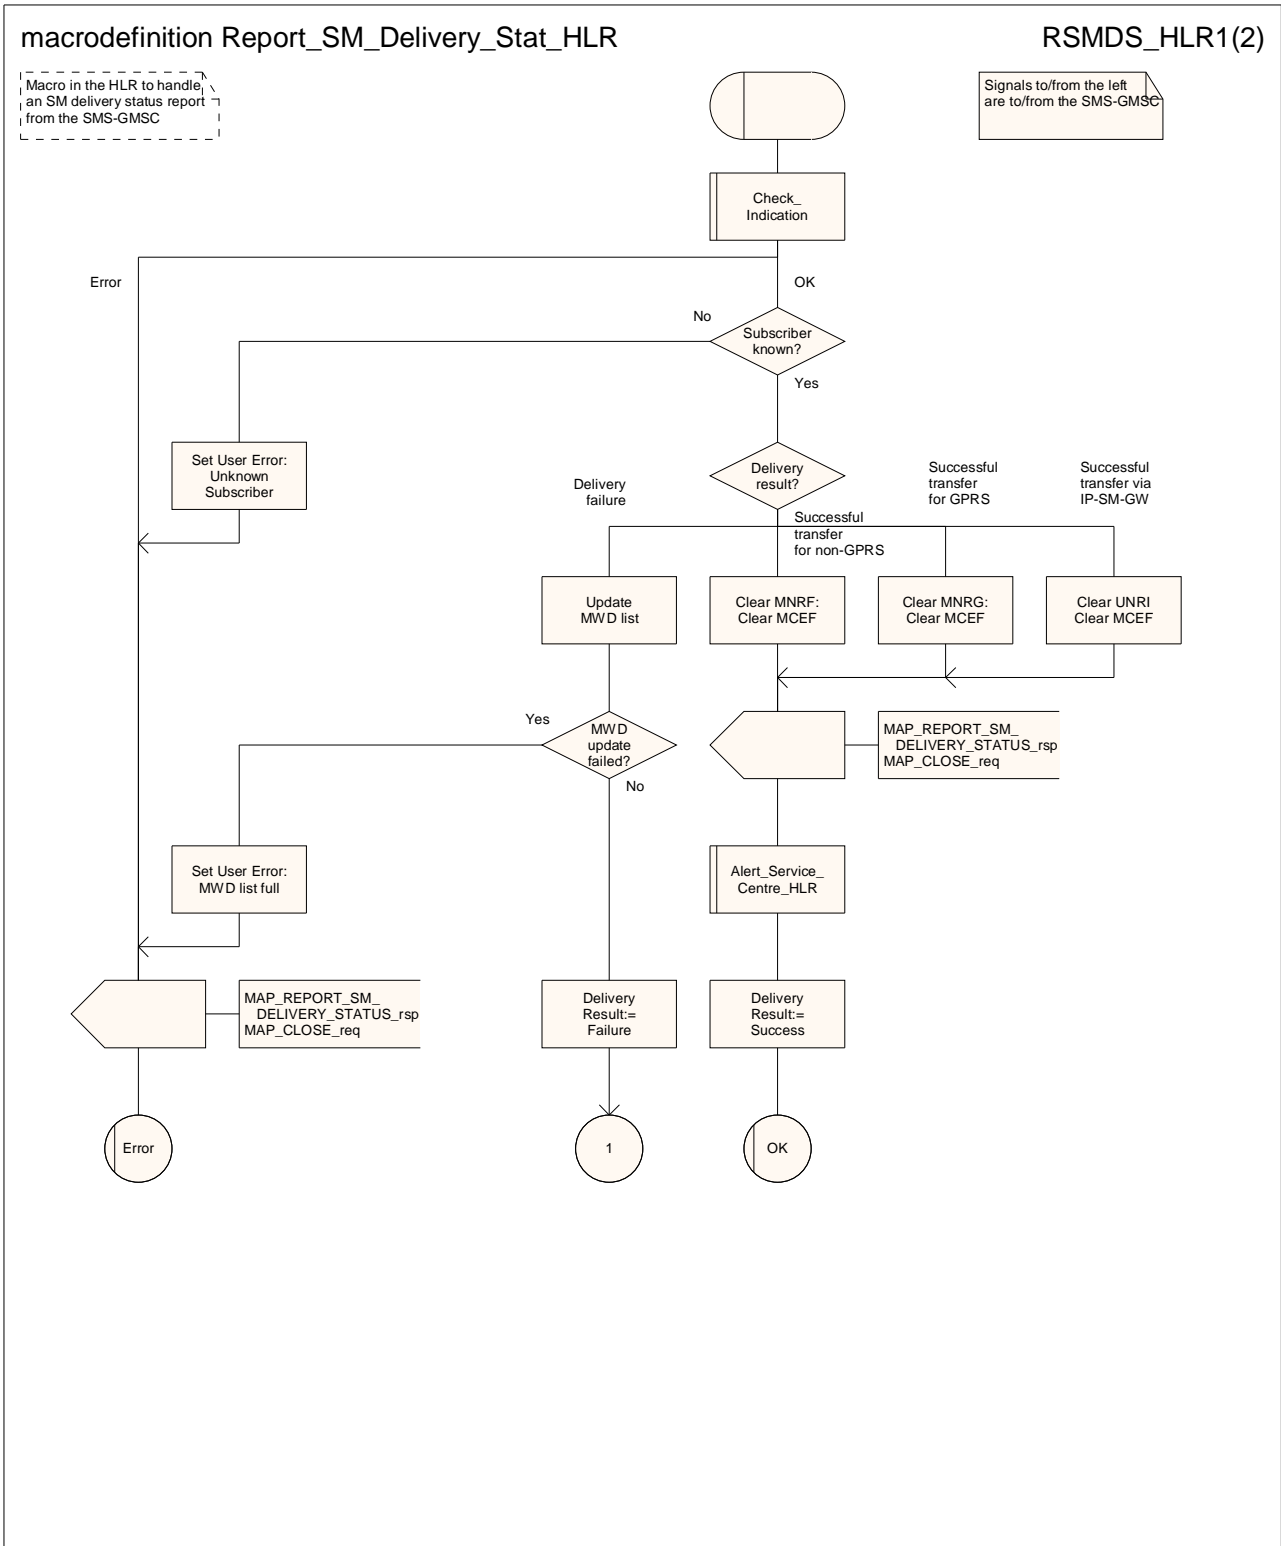 macrodefinition Report_SM_Delivery_Stat_HLR
RSMDS_HLR1(2)
Macro in the HLR to handle
an SM delivery status report
from the SMS-GMSC
Signals to/from the left
are to/from the SMS-GMSC
Check_
Indication
Error
OK
No
Subscriber
known?
Yes
Set User Error:
Unknown
Subscriber
Delivery
result?
Delivery
failure
Successful
transfer
for non-GPRS
Successful
transfer
for GPRS
Successful
transfer via
IP-SM-GW
Update
MWD list
Clear MNRF:
Clear MCEF
Clear MNRG:
Clear MCEF
Clear UNRI
Clear MCEF
Yes
MWD
update
failed?
No
MAP_REPORT_SM_
DELIVERY_STATUS_rsp
MAP_CLOSE_req
Set User Error:
MWD list full
Alert_Service_
Centre_HLR
MAP_REPORT_SM_
DELIVERY_STATUS_rsp
MAP_CLOSE_req
Delivery
Result:=
Failure
Delivery
Result:=
Success
Error
1
OK